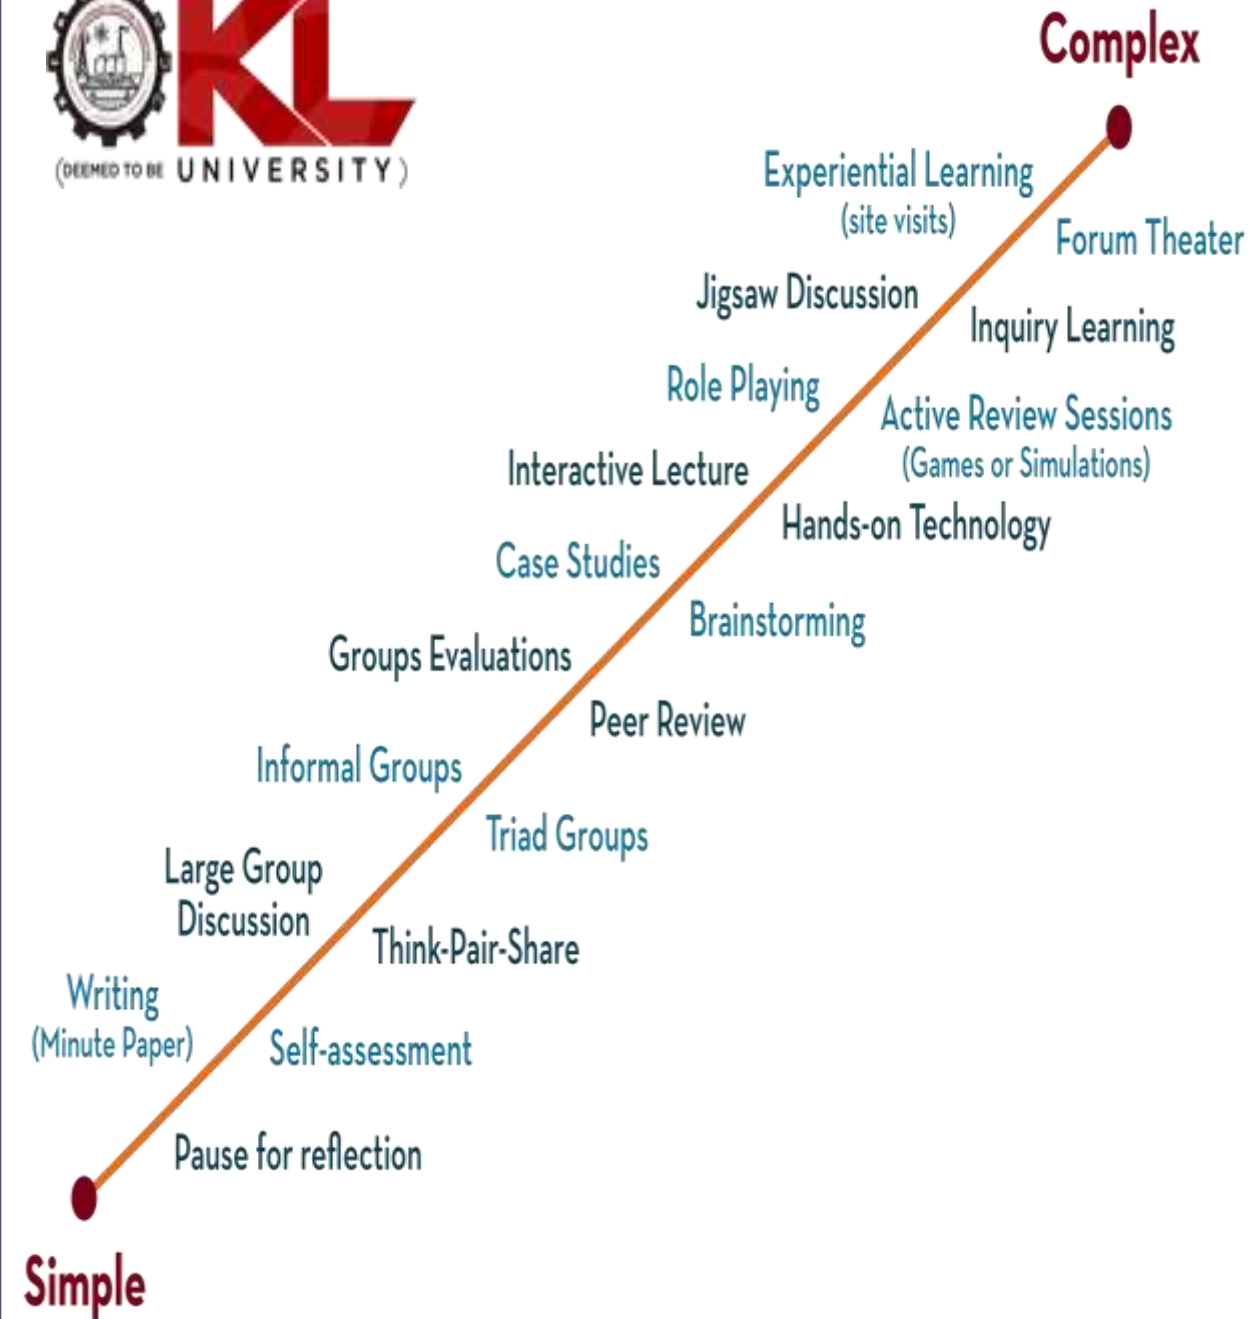 KL
(DEEMED TO BE UNIVERSITY)
Complex
Experiential Learning
(site visits)
Forum Theater
Jigsaw Discussion
Inquiry Learning
Role Playing
Active Review Sessions
(Games or Simulations)
Interactive Lecture
Hands-on Technology
Case Studies
Brainstorming
Groups Evaluations
Peer Review
Informal Groups
Triad Groups
Large Group
Discussion
Think-Pair-Share
Writing
(Minute Paper)
Self-assessment
Pause for reflection
Simple